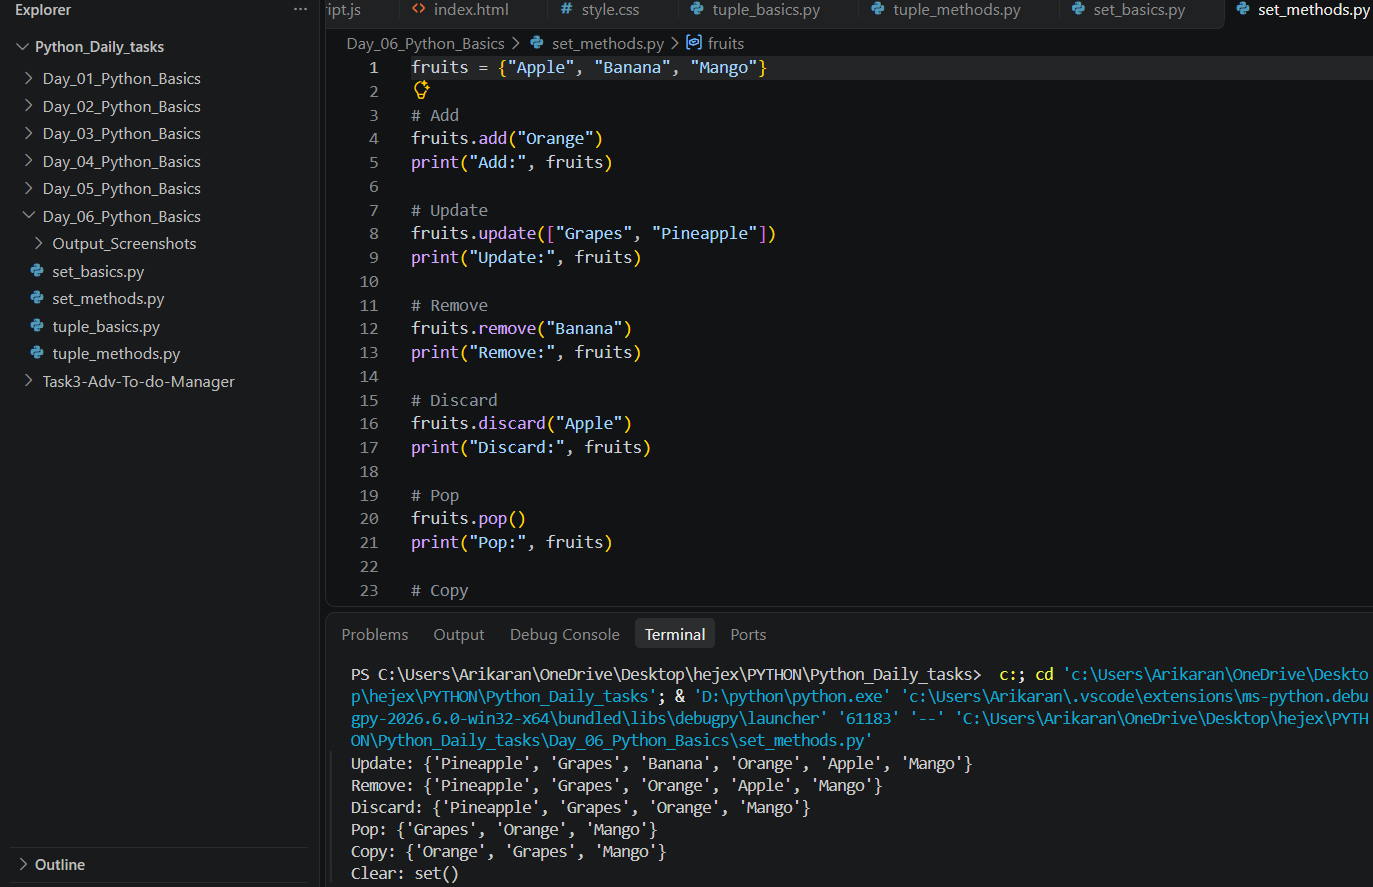 Explorer
Python_Daily_tasks
Day_01_Python_Basics
Day_02_Python_Basics
Day_03_Python_Basics
Day_04_Python_Basics
Day_05_Python_Basics
Day_06_Python_Basics
Output_Screenshots
set_basics.py
set_methods.py
tuple_basics.py
tuple_methods.py
Task3-Adv-To-do-Manager
Outline
ript.js index.html style.css tuple_basics.py tuple_methods.py set_basics.py set_methods.py
Day_06_Python_Basics > set_methods.py > fruits
1 fruits = {"Apple", "Banana", "Mango"}
2
3 # Add
4 fruits.add("Orange")
5 print("Add:", fruits)
6
7 # Update
8 fruits.update(["Grapes", "Pineapple"])
9 print("Update:", fruits)
10
11 # Remove
12 fruits.remove("Banana")
13 print("Remove:", fruits)
14
15 # Discard
16 fruits.discard("Apple")
17 print("Discard:", fruits)
18
19 # Pop
20 fruits.pop()
21 print("Pop:", fruits)
22
23 # Copy
Problems Output Debug Console Terminal Ports
PS C:\Users\Arikaran\OneDrive\Desktop\hejex\PYTHON\Python_Daily_tasks>  c:; cd 'c:\Users\Arikaran\OneDrive\Deskto
p\hejex\PYTHON\Python_Daily_tasks'; & 'D:\python\python.exe' 'c:\Users\Arikaran\.vscode\extensions\ms-python.debu
gpy-2026.6.0-win32-x64\bundled\libs\debugpy\launcher' '61183' '--' 'C:\Users\Arikaran\OneDrive\Desktop\hejex\PYTH
ON\Python_Daily_tasks\Day_06_Python_Basics\set_methods.py'
Update: {'Pineapple', 'Grapes', 'Banana', 'Orange', 'Apple', 'Mango'}
Remove: {'Pineapple', 'Grapes', 'Orange', 'Apple', 'Mango'}
Discard: {'Pineapple', 'Grapes', 'Orange', 'Mango'}
Pop: {'Grapes', 'Orange', 'Mango'}
Copy: {'Orange', 'Grapes', 'Mango'}
Clear: set()